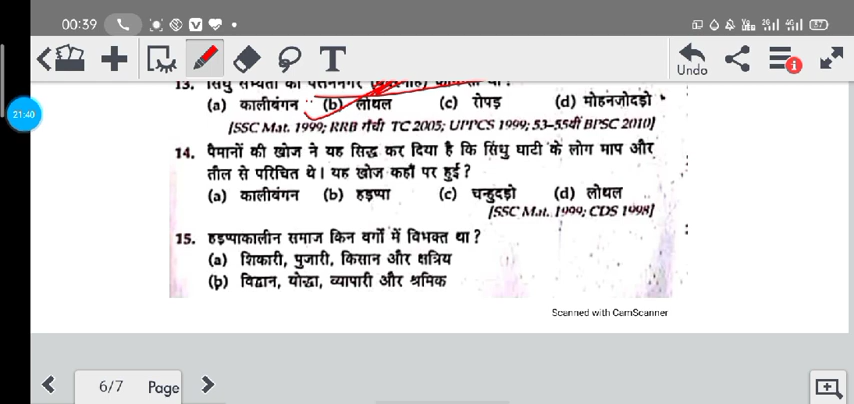 00:39
21:40
T
Undo
13. सिंधु सभ्यता का पत्तननगर (बंदरगाह) कौन-सा था?
(a) कालीबंगन (b) लोथल (c) रोपड़ (d) मोहनजोदड़ो
[SSC Mat. 1999; RRB राँची TC 2005; UPPCS 1999; 53-55वीं BPSC 2010]
14. पैमानों की खोज ने यह सिद्ध कर दिया है कि सिंधु घाटी के लोग माप और
तौल से परिचित थे। यह खोज कहाँ पर हुई?
(a) कालीबंगन (b) हड़प्पा (c) चन्हुदड़ो (d) लोथल
[SSC Mat. 1999; CDS 1998]
15. हड़प्पाकालीन समाज किन वर्गों में विभक्त था?
(a) शिकारी, पुजारी, किसान और क्षत्रिय
(b) विद्वान, योद्धा, व्यापारी और श्रमिक
Scanned with CamScanner
6/7 Page